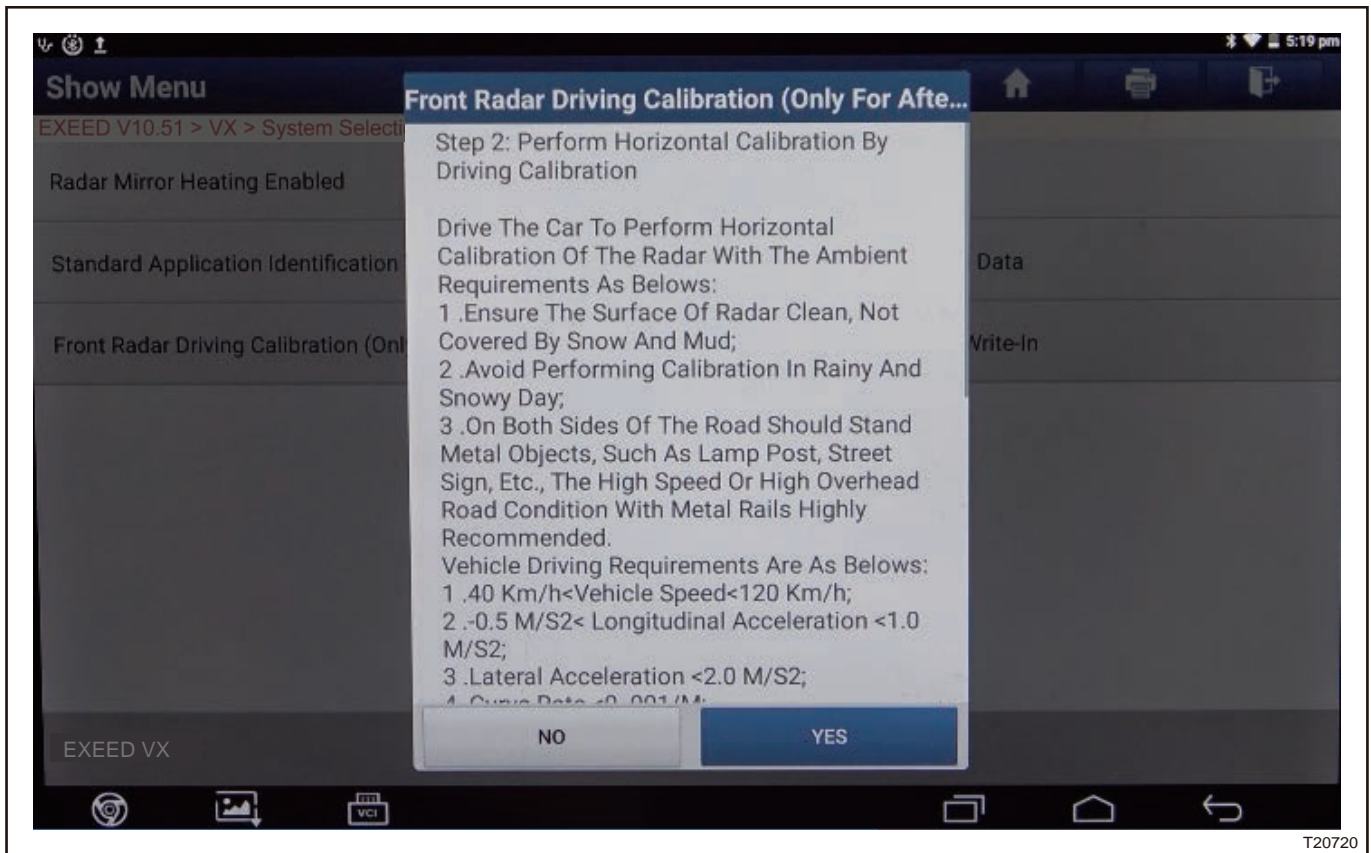 5:19 pm
Show Menu
Front Radar Driving Calibration (Only For Afte...
EXEED V10.51 > VX > System Selecti
Radar Mirror Heating Enabled
Standard Application Identification
Data
Front Radar Driving Calibration (Onl
Write-In
Step 2: Perform Horizontal Calibration By
Driving Calibration
Drive The Car To Perform Horizontal
Calibration Of The Radar With The Ambient
Requirements As Belows:
1 .Ensure The Surface Of Radar Clean, Not
Covered By Snow And Mud;
2 .Avoid Performing Calibration In Rainy And
Snowy Day;
3 .On Both Sides Of The Road Should Stand
Metal Objects, Such As Lamp Post, Street
Sign, Etc., The High Speed Or High Overhead
Road Condition With Metal Rails Highly
Recommended.
Vehicle Driving Requirements Are As Belows:
1 .40 Km/h<Vehicle Speed<120 Km/h;
2 .-0.5 M/S2< Longitudinal Acceleration <1.0
M/S2;
3 .Lateral Acceleration <2.0 M/S2;
4 .Curve Rate <0. 001/M;
NO
YES
EXEED VX
VCI
T20720